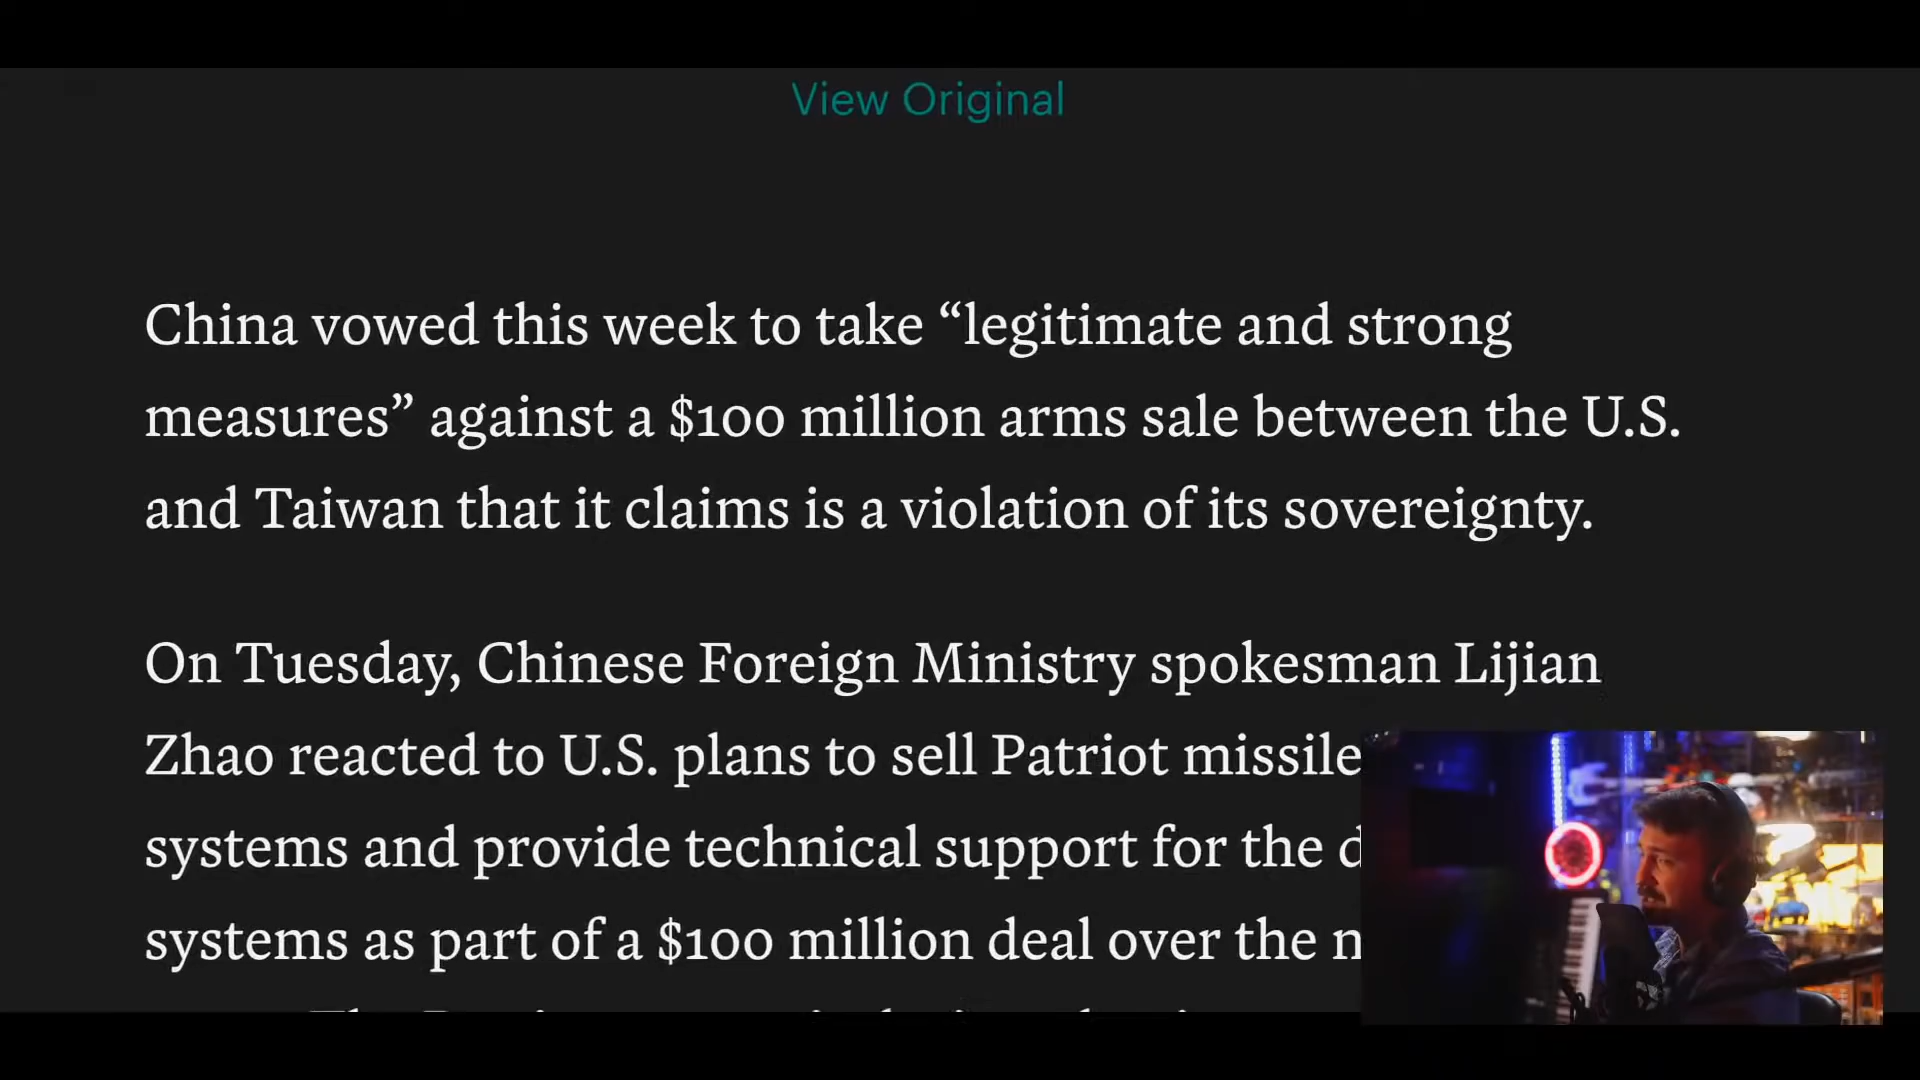 View Original
China vowed this week to take “legitimate and strong
measures” against a $100 million arms sale between the U.S.
and Taiwan that it claims is a violation of its sovereignty.
On Tuesday, Chinese Foreign Ministry spokesman Lijian
Zhao reacted to U.S. plans to sell Patriot missile
systems and provide technical support for the
systems as part of a $100 million deal over the